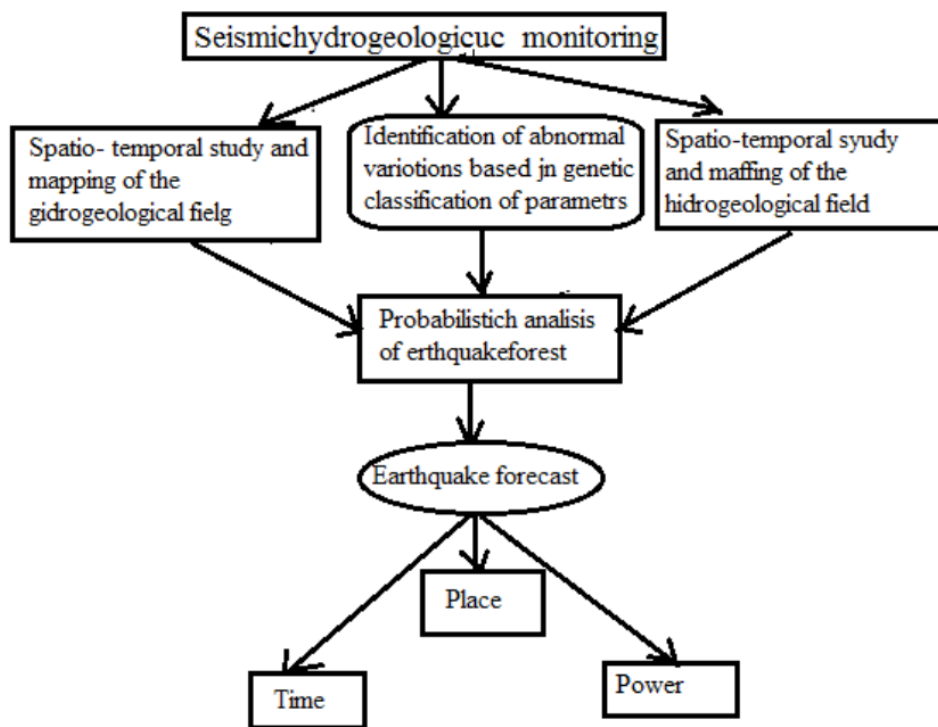 Seismichydrogeologicuc monitoring
Spatio- temporal study and
mapping of the
gidrogeological fielg
Identification of abnormal
variotions based jn genetic
classification of parametrs
Spatio-temporal syudy
and maffing of the
hidrogeological field
Probabilistich analisis
of erthquakeforest
Earthquake forecast
Place
Time
Power